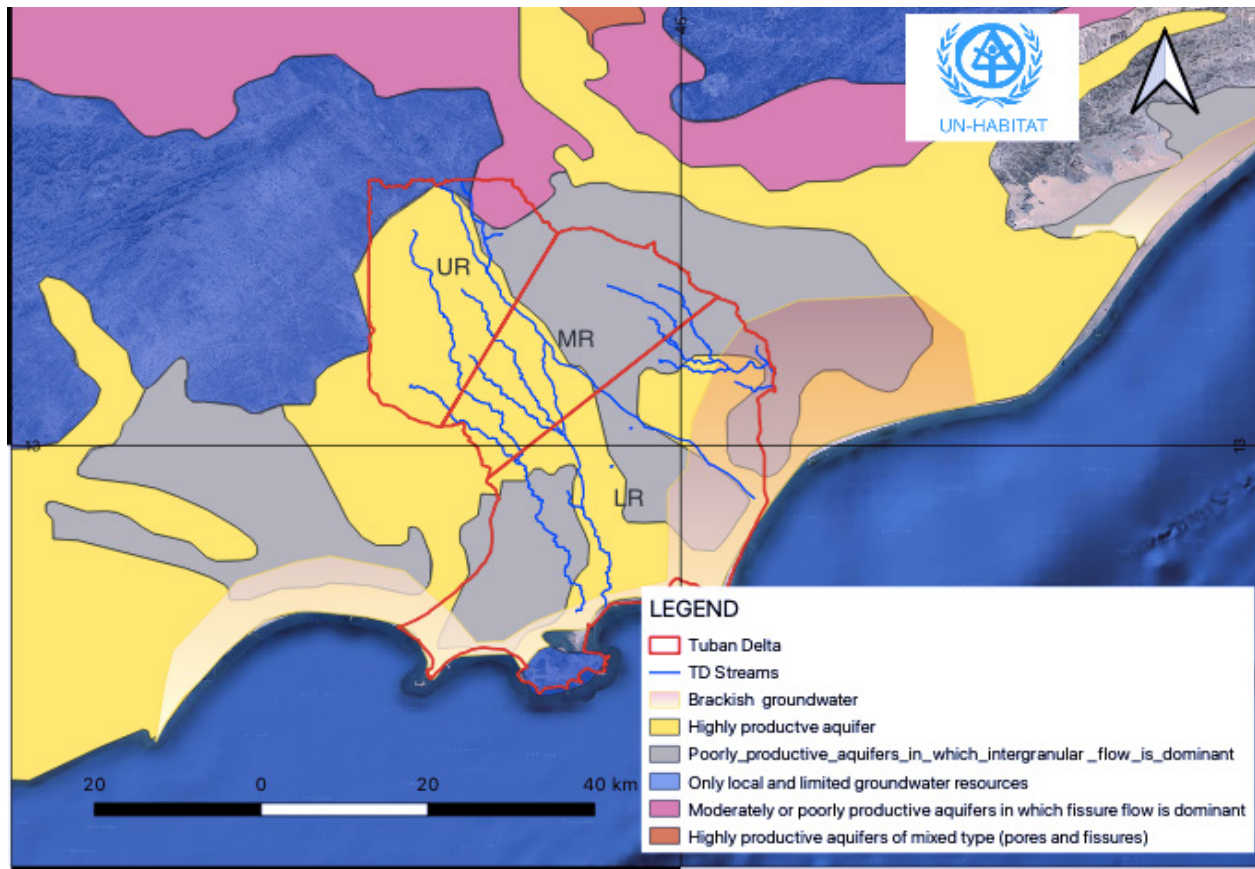 45
UN-HABITAT
UR
MR
13
13
LR
LEGEND
Tuban Delta
TD Streams
Brackish groundwater
Highly productve aquifer
Poorly_productive_aquifers_in_which_intergranular_flow_is_dominant
Only local and limited groundwater resources
Moderately or poorly productive aquifers in which fissure flow is dominant
Highly productive aquifers of mixed type (pores and fissures)
20 0 20 40 km